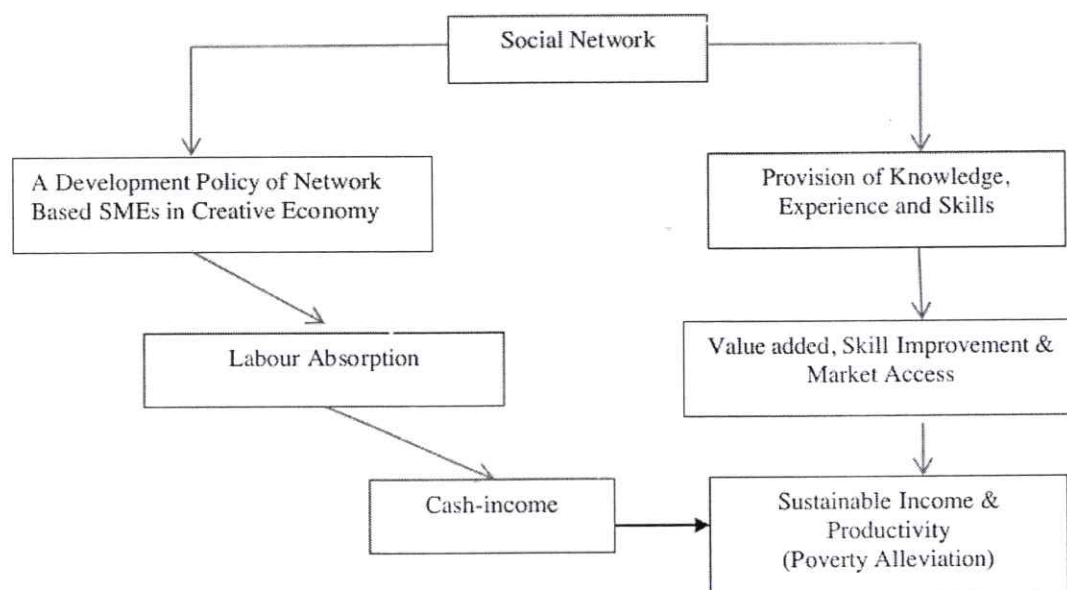 Social Network
A Development Policy of Network
Based SMEs in Creative Economy
Provision of Knowledge,
Experience and Skills
Labour Absorption
Value added, Skill Improvement &
Market Access
Cash-income
Sustainable Income &
Productivity
(Poverty Alleviation)